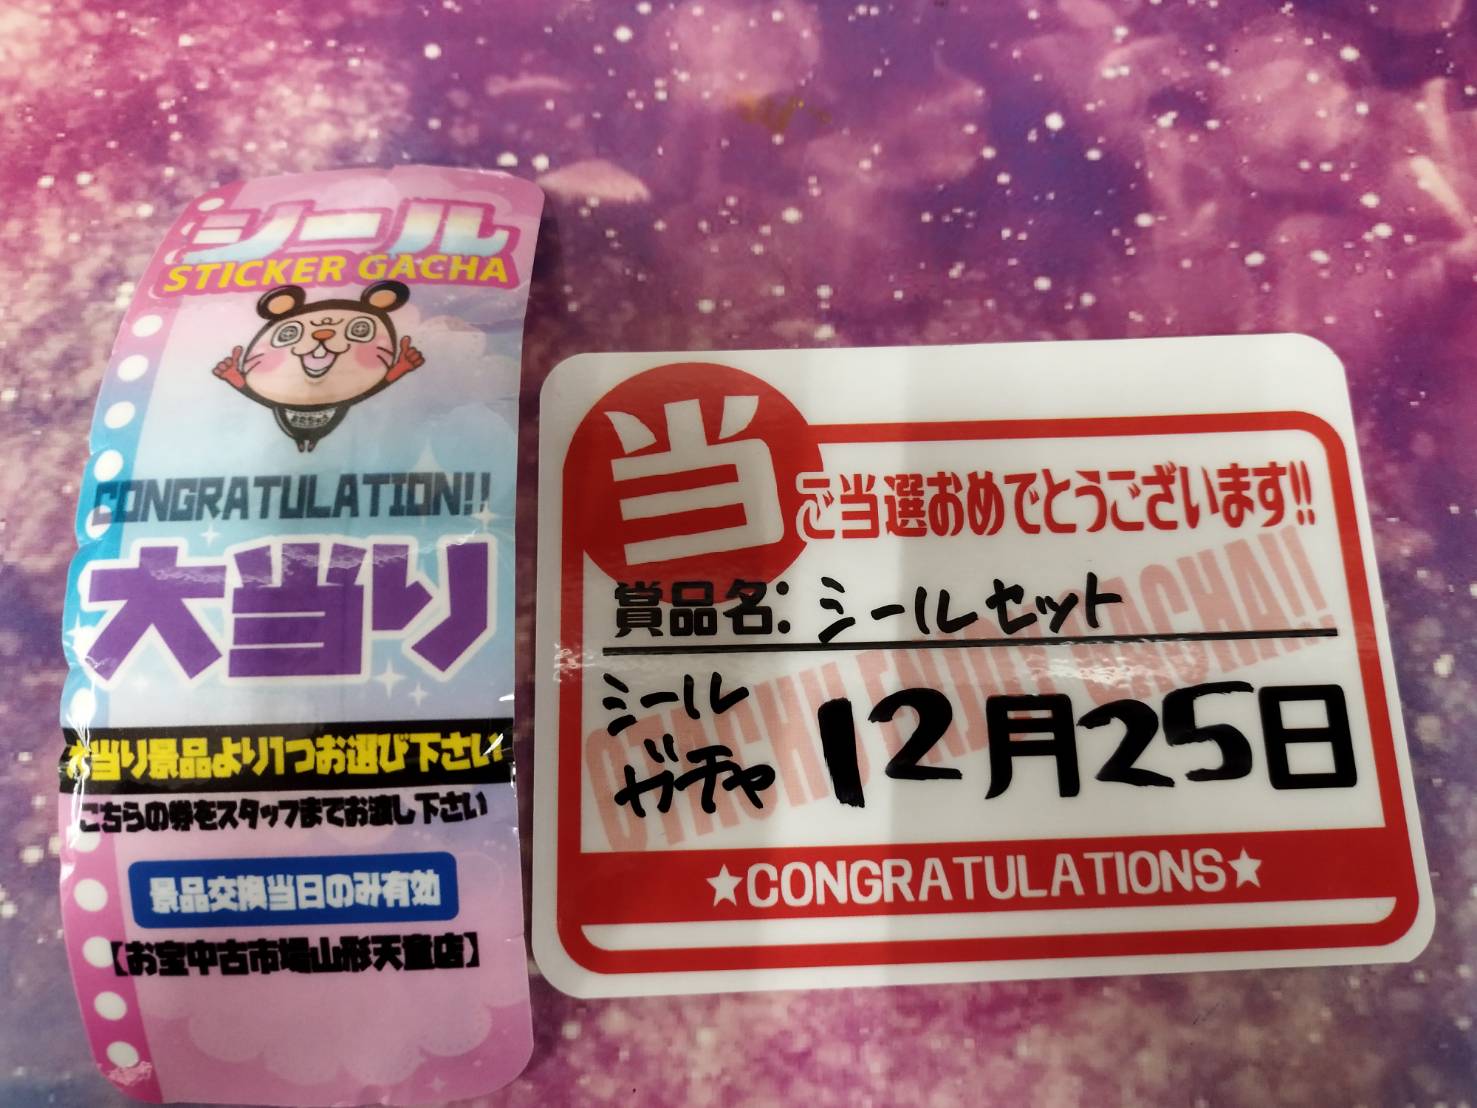 シール
STICKER GACHA
CONGRATULATION!!
大当り
大当り景品より1つお選び下さい
こちらの券をスタッフまでお渡し下さい
景品交換当日のみ有効
【お宝中古市場山形天童店】
当
ご当選おめでとうございます!!
賞品名: シールセット
シール
ガチャ
12月25日
★CONGRATULATIONS★